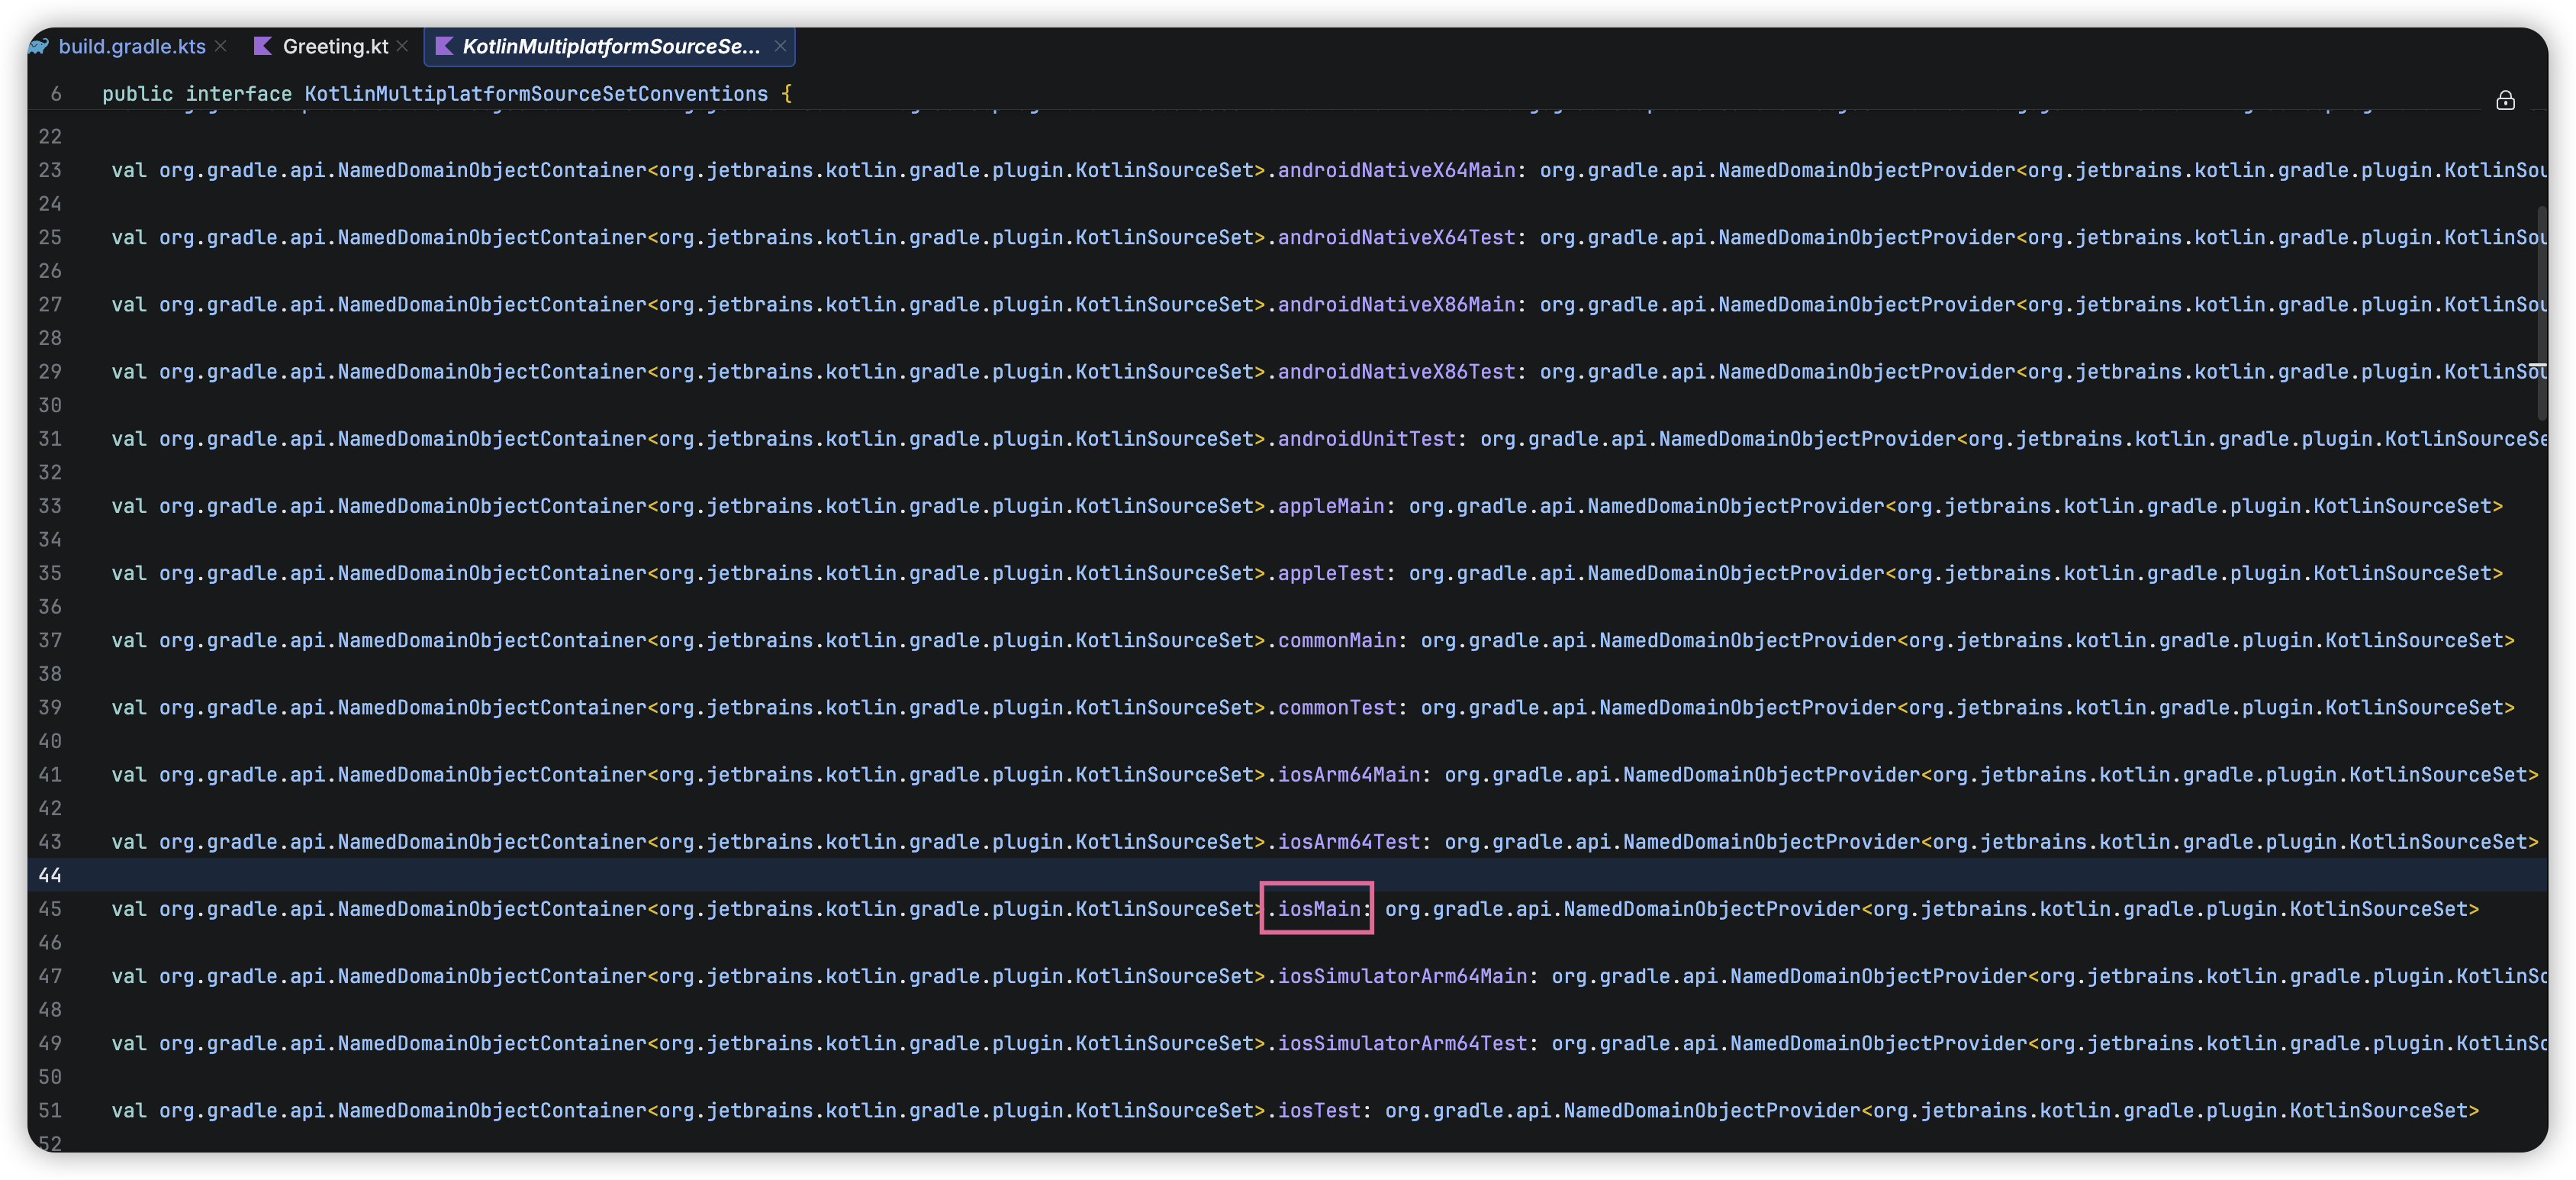 build.gradle.kts Greeting.kt KotlinMultiplatformSourceSe...
6 public interface KotlinMultiplatformSourceSetConventions {
22
23 val org.gradle.api.NamedDomainObjectContainer<org.jetbrains.kotlin.gradle.plugin.KotlinSourceSet>.androidNativeX64Main: org.gradle.api.NamedDomainObjectProvider<org.jetbrains.kotlin.gradle.plugin.KotlinSou
24
25 val org.gradle.api.NamedDomainObjectContainer<org.jetbrains.kotlin.gradle.plugin.KotlinSourceSet>.androidNativeX64Test: org.gradle.api.NamedDomainObjectProvider<org.jetbrains.kotlin.gradle.plugin.KotlinSou
26
27 val org.gradle.api.NamedDomainObjectContainer<org.jetbrains.kotlin.gradle.plugin.KotlinSourceSet>.androidNativeX86Main: org.gradle.api.NamedDomainObjectProvider<org.jetbrains.kotlin.gradle.plugin.KotlinSou
28
29 val org.gradle.api.NamedDomainObjectContainer<org.jetbrains.kotlin.gradle.plugin.KotlinSourceSet>.androidNativeX86Test: org.gradle.api.NamedDomainObjectProvider<org.jetbrains.kotlin.gradle.plugin.KotlinSou
30
31 val org.gradle.api.NamedDomainObjectContainer<org.jetbrains.kotlin.gradle.plugin.KotlinSourceSet>.androidUnitTest: org.gradle.api.NamedDomainObjectProvider<org.jetbrains.kotlin.gradle.plugin.KotlinSourceSe
32
33 val org.gradle.api.NamedDomainObjectContainer<org.jetbrains.kotlin.gradle.plugin.KotlinSourceSet>.appleMain: org.gradle.api.NamedDomainObjectProvider<org.jetbrains.kotlin.gradle.plugin.KotlinSourceSet>
34
35 val org.gradle.api.NamedDomainObjectContainer<org.jetbrains.kotlin.gradle.plugin.KotlinSourceSet>.appleTest: org.gradle.api.NamedDomainObjectProvider<org.jetbrains.kotlin.gradle.plugin.KotlinSourceSet>
36
37 val org.gradle.api.NamedDomainObjectContainer<org.jetbrains.kotlin.gradle.plugin.KotlinSourceSet>.commonMain: org.gradle.api.NamedDomainObjectProvider<org.jetbrains.kotlin.gradle.plugin.KotlinSourceSet>
38
39 val org.gradle.api.NamedDomainObjectContainer<org.jetbrains.kotlin.gradle.plugin.KotlinSourceSet>.commonTest: org.gradle.api.NamedDomainObjectProvider<org.jetbrains.kotlin.gradle.plugin.KotlinSourceSet>
40
41 val org.gradle.api.NamedDomainObjectContainer<org.jetbrains.kotlin.gradle.plugin.KotlinSourceSet>.iosArm64Main: org.gradle.api.NamedDomainObjectProvider<org.jetbrains.kotlin.gradle.plugin.KotlinSourceSet>
42
43 val org.gradle.api.NamedDomainObjectContainer<org.jetbrains.kotlin.gradle.plugin.KotlinSourceSet>.iosArm64Test: org.gradle.api.NamedDomainObjectProvider<org.jetbrains.kotlin.gradle.plugin.KotlinSourceSet>
44
45 val org.gradle.api.NamedDomainObjectContainer<org.jetbrains.kotlin.gradle.plugin.KotlinSourceSet>.iosMain: org.gradle.api.NamedDomainObjectProvider<org.jetbrains.kotlin.gradle.plugin.KotlinSourceSet>
46
47 val org.gradle.api.NamedDomainObjectContainer<org.jetbrains.kotlin.gradle.plugin.KotlinSourceSet>.iosSimulatorArm64Main: org.gradle.api.NamedDomainObjectProvider<org.jetbrains.kotlin.gradle.plugin.KotlinSo
48
49 val org.gradle.api.NamedDomainObjectContainer<org.jetbrains.kotlin.gradle.plugin.KotlinSourceSet>.iosSimulatorArm64Test: org.gradle.api.NamedDomainObjectProvider<org.jetbrains.kotlin.gradle.plugin.KotlinSo
50
51 val org.gradle.api.NamedDomainObjectContainer<org.jetbrains.kotlin.gradle.plugin.KotlinSourceSet>.iosTest: org.gradle.api.NamedDomainObjectProvider<org.jetbrains.kotlin.gradle.plugin.KotlinSourceSet>
52